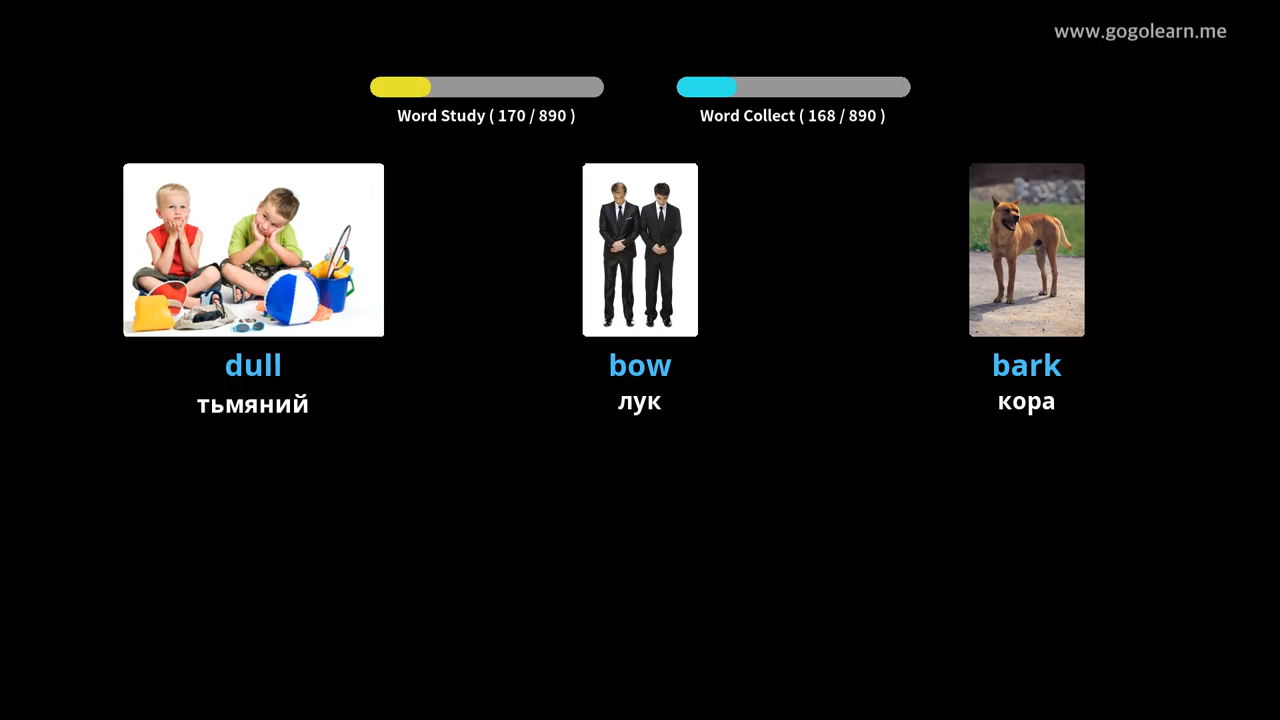 www.gogolearn.me
Word Study ( 170 / 890 )
Word Collect ( 168 / 890 )
dull
bow
bark
тьмяний
лук
кора